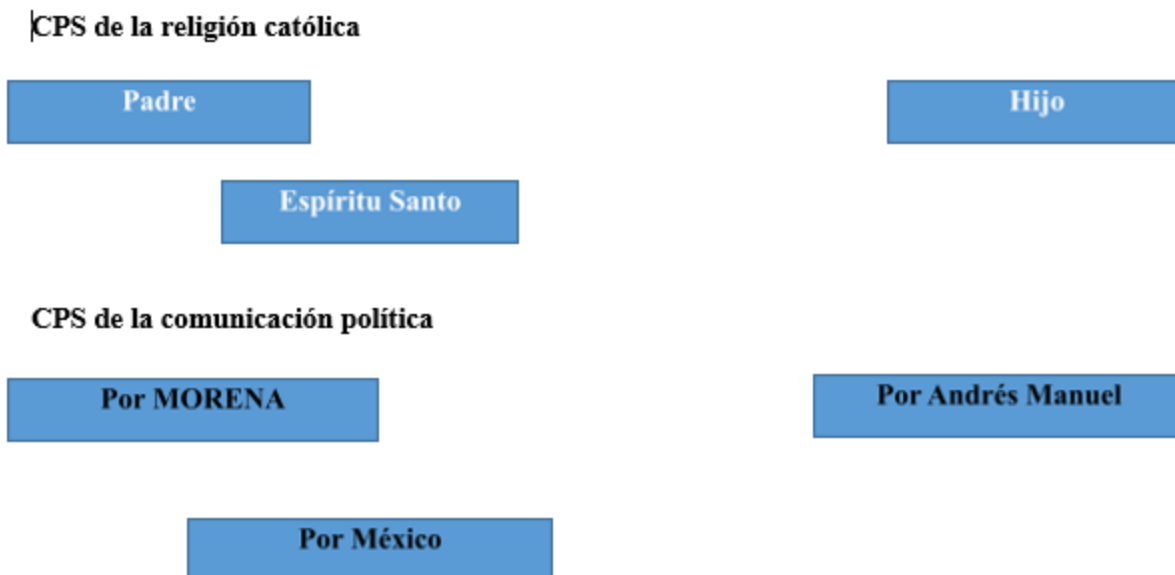 CPS de la religión católica
Padre
Hijo
Espíritu Santo
CPS de la comunicación política
Por MORENA
Por Andrés Manuel
Por México